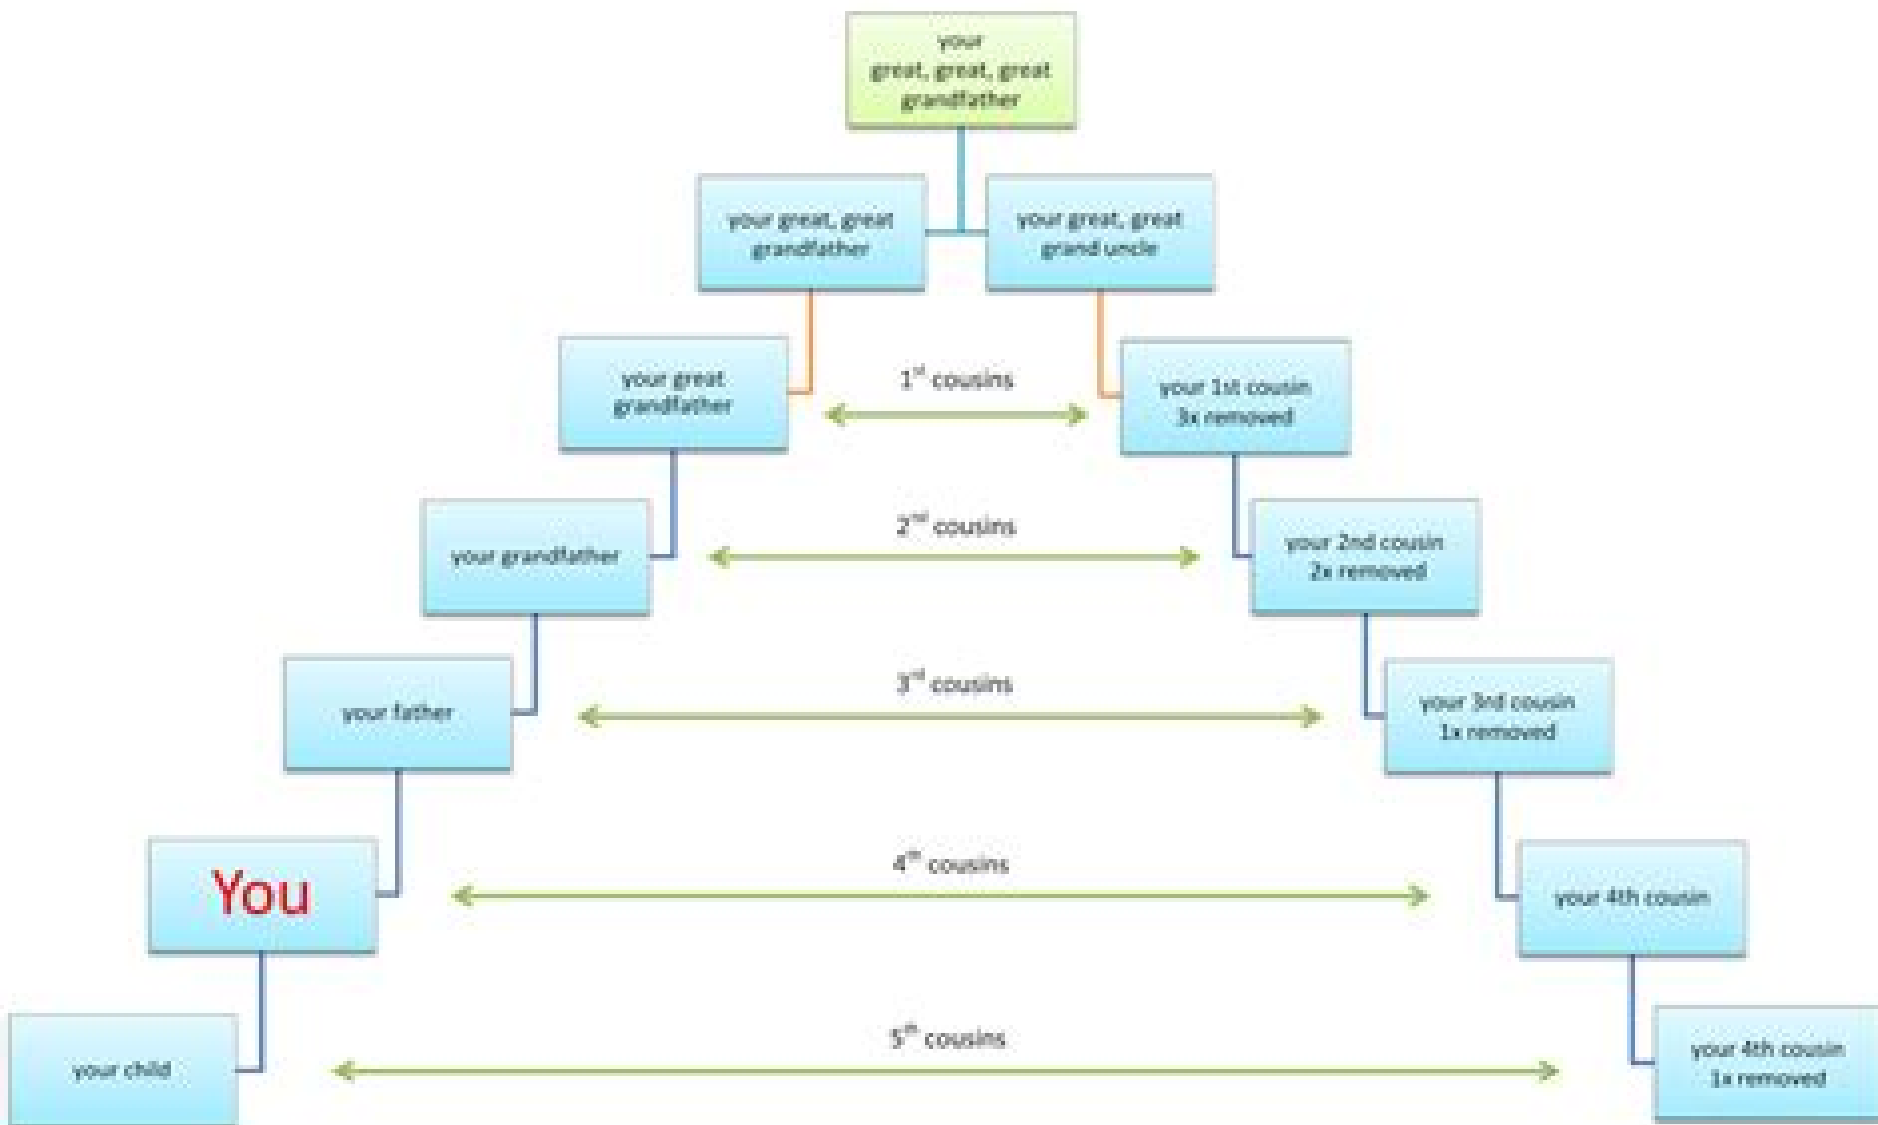 your
great, great, great
grandfather
your great, great
grandfather
your great, great
grand uncle
your great
grandfather
1st cousins
your 1st cousin
3x removed
your grandfather
2nd cousins
your 2nd cousin
2x removed
your father
3rd cousins
your 3rd cousin
1x removed
You
4th cousins
your 4th cousin
your child
5th cousins
your 4th cousin
1x removed